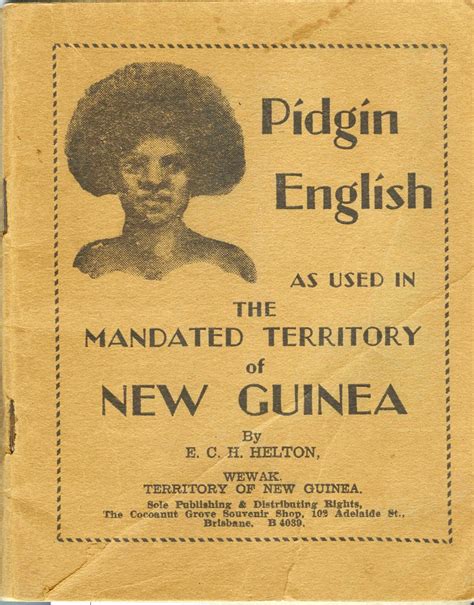 Pidgin
English
AS USED IN
THE
MANDATED TERRITORY
of
NEW GUINEA
By
E. C. H. HELTON,
WEWAK.
TERRITORY OF NEW GUINEA.
Sole Publishing & Distributing Rights,
The Cocoanut Grove Souvenir Shop, 102 Adelaide St.,
Brisbane. B 4039.